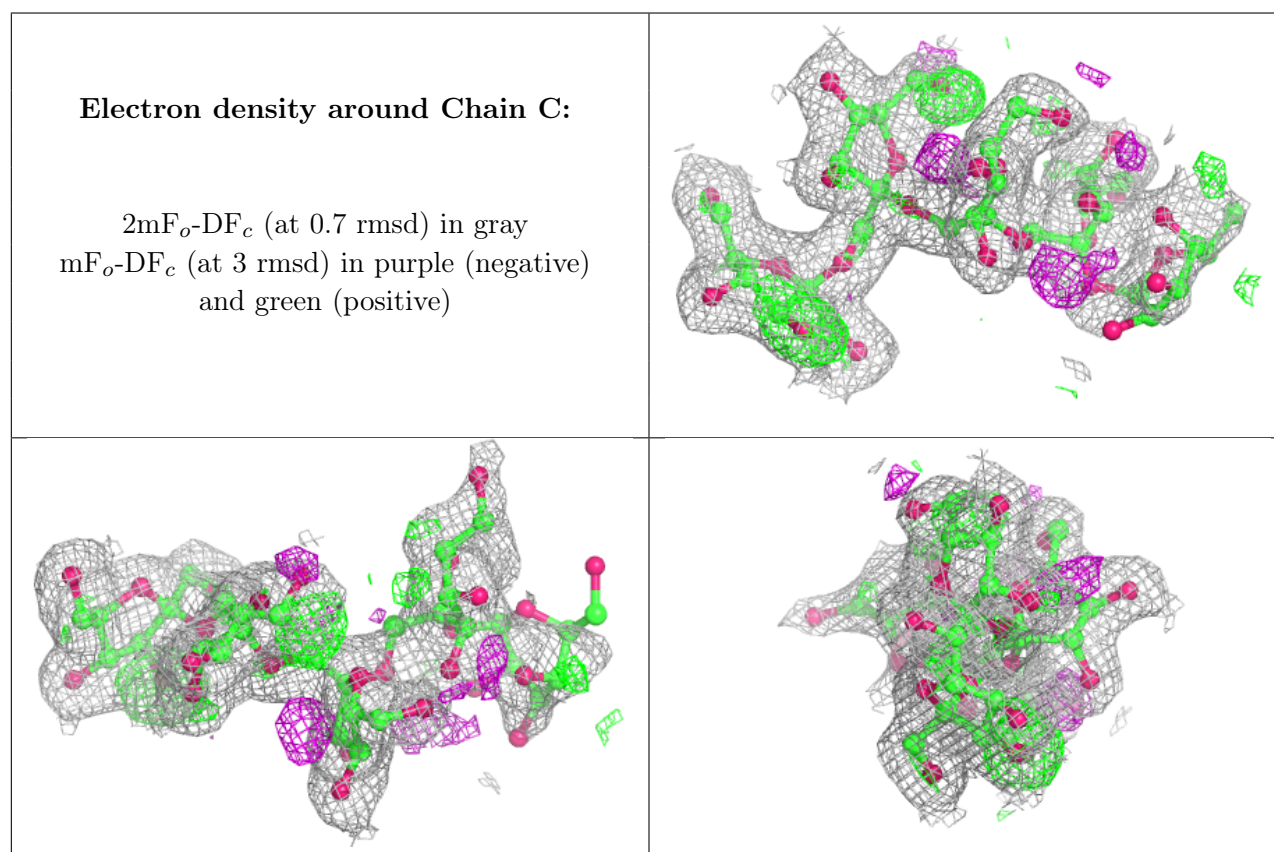 Electron density around Chain C:
2mFo-DFc (at 0.7 rmsd) in gray
mFo-DFc (at 3 rmsd) in purple (negative)
and green (positive)